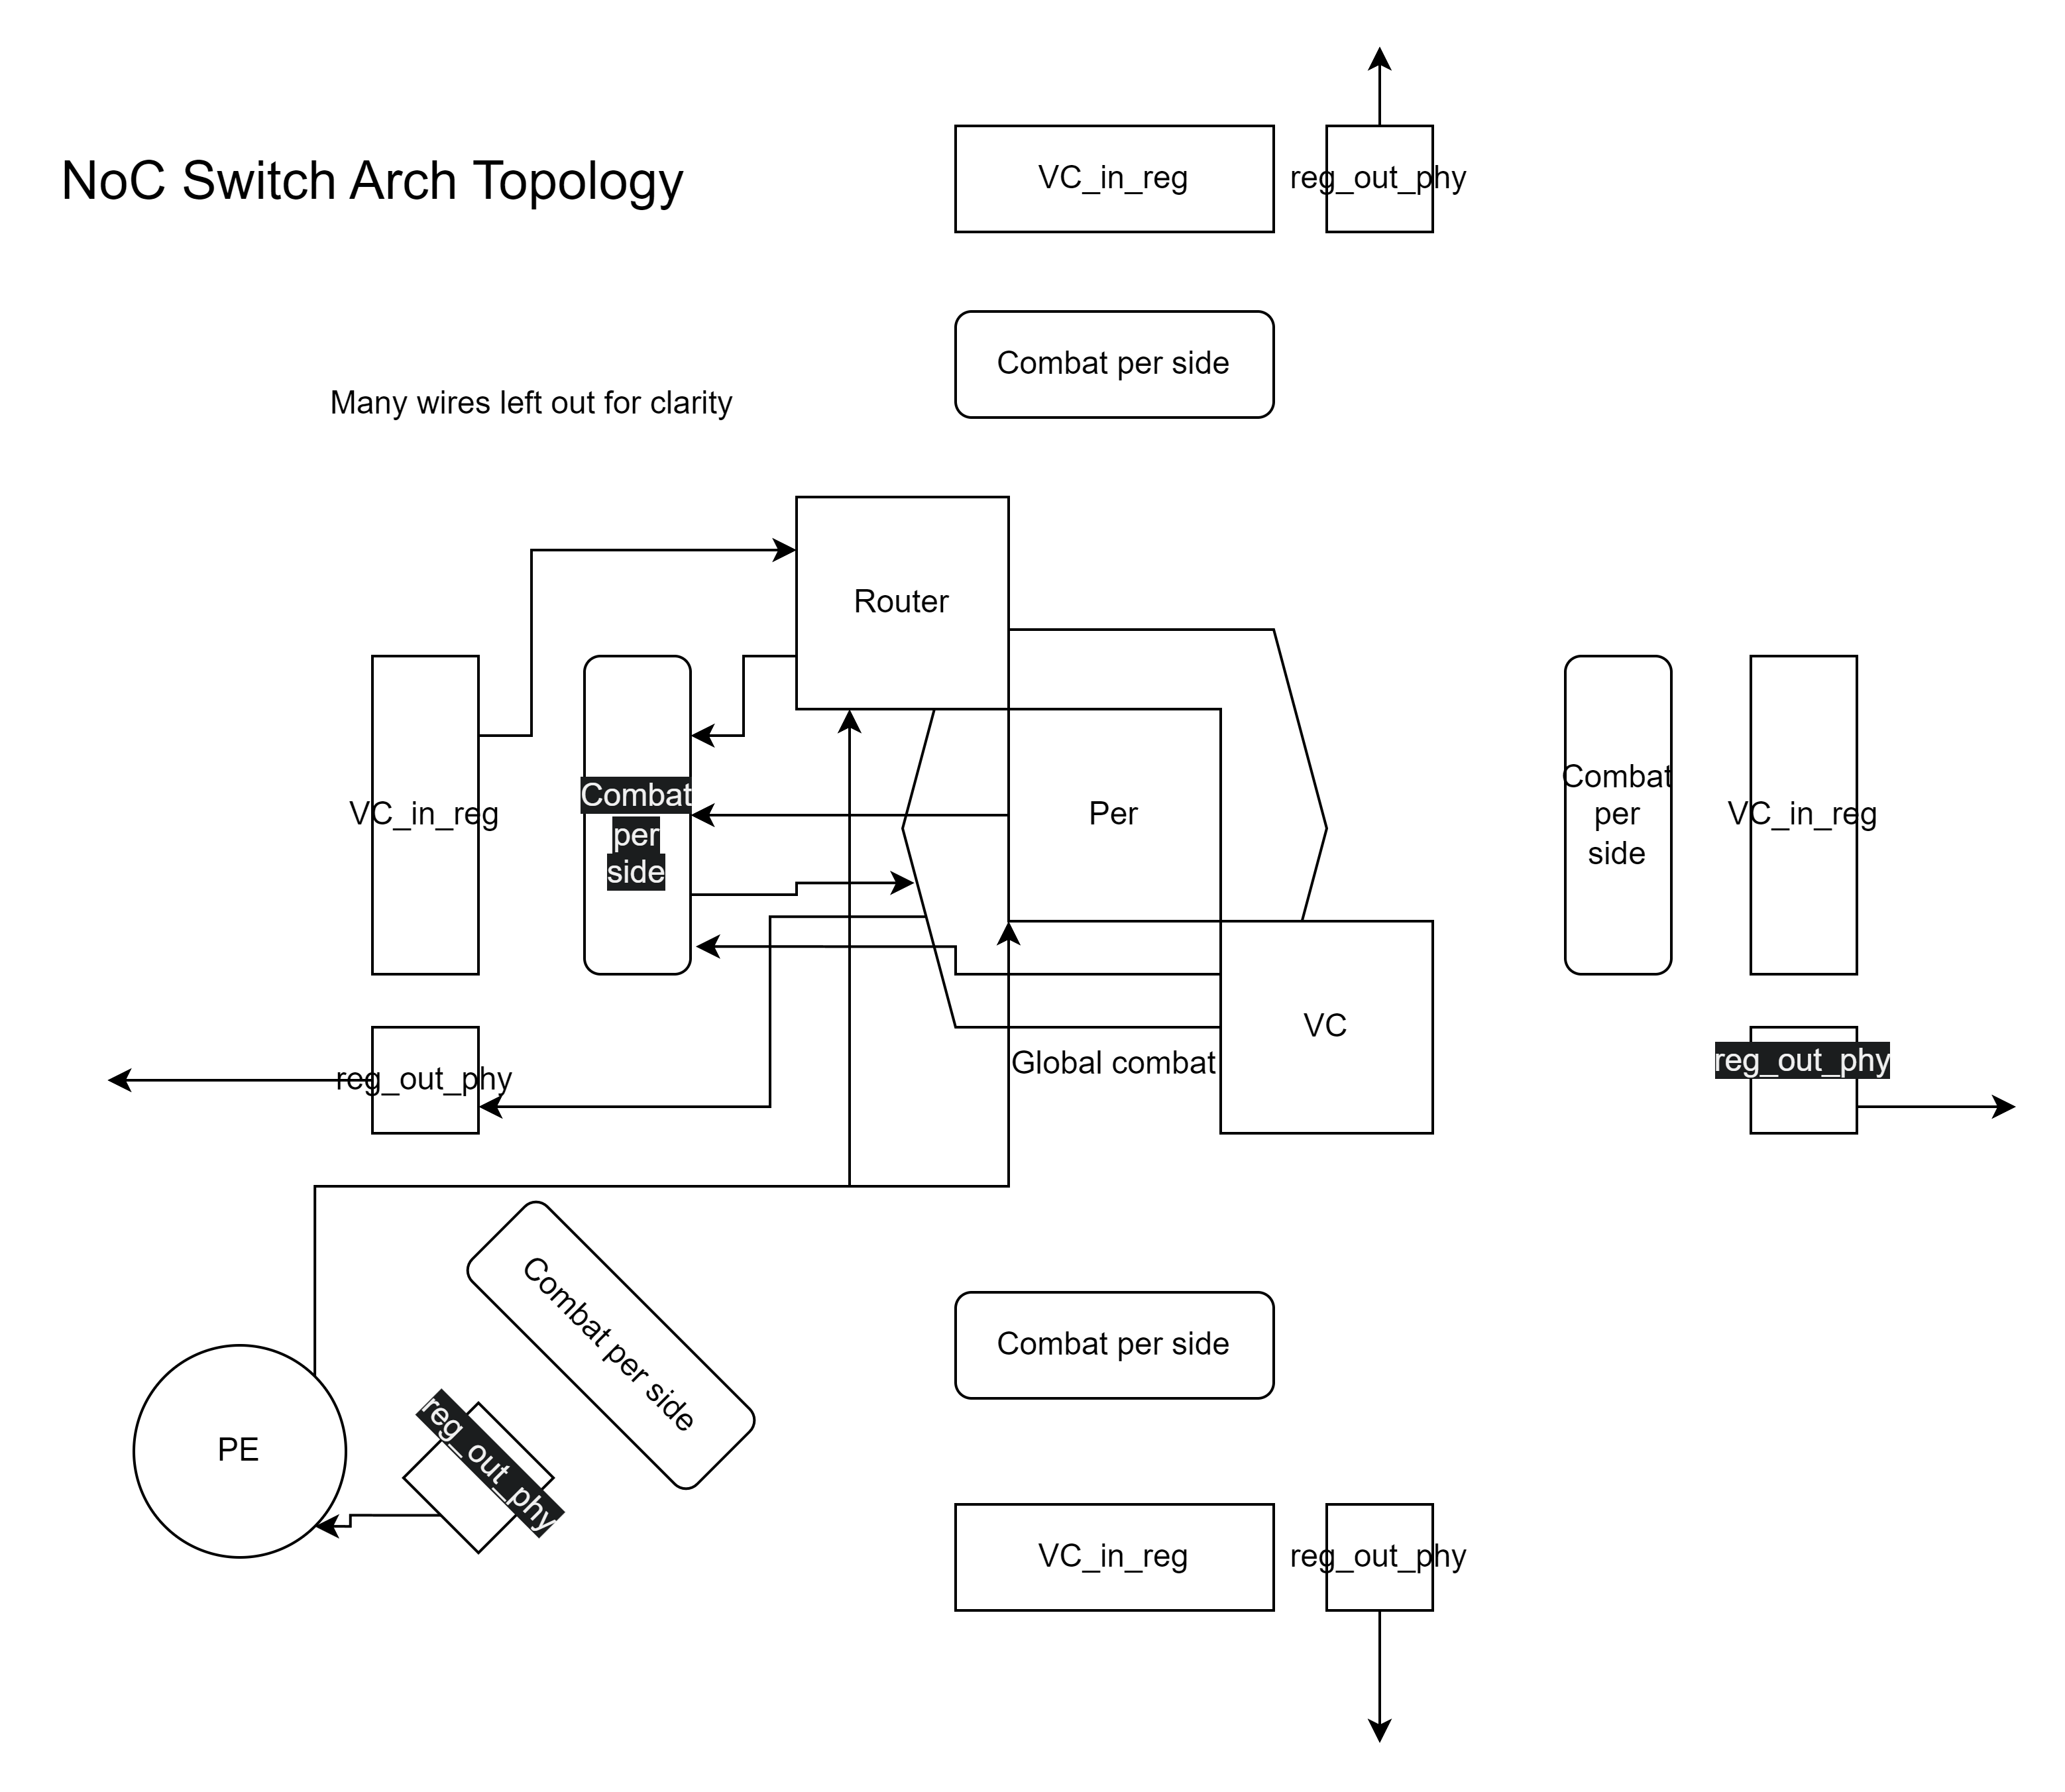 NoC Switch Arch Topology
VC_in_reg
reg_out_phy
Combat per side
Many wires left out for clarity
Router
VC_in_reg
Combat
per
side
Per
Combat
per
side
VC_in_reg
VC
Global combat
reg_out_phy
reg_out_phy
Combat per side
Combat per side
PE
reg_out_phy
VC_in_reg
reg_out_phy